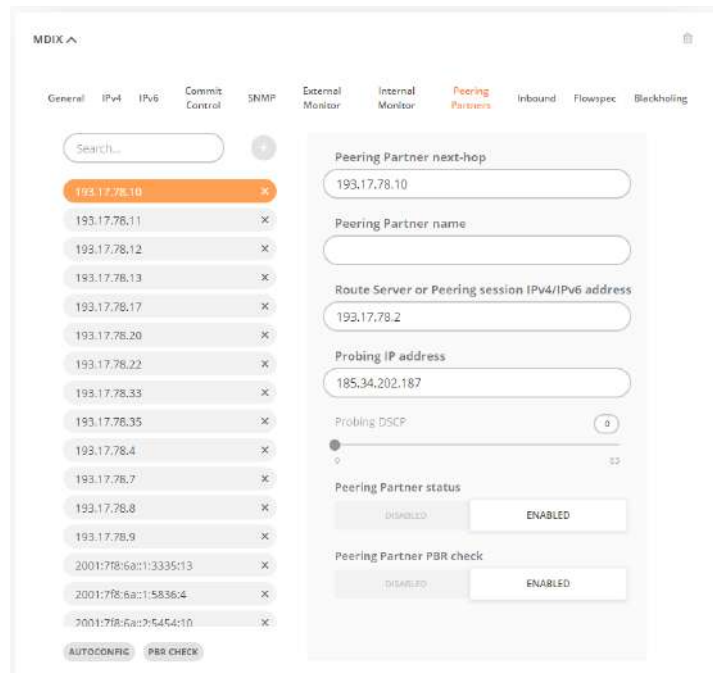 MDIX
General IPv4 IPv6 Commit Control SNMP External Monitor Internal Monitor Peering Partners Inbound Flowspec Blackholing
Search...
193.17.78.10
193.17.78.11
193.17.78.12
193.17.78.13
193.17.78.17
193.17.78.20
193.17.78.22
193.17.78.33
193.17.78.35
193.17.78.4
193.17.78.7
193.17.78.8
193.17.78.9
2001:7f8:6a::1:3335:13
2001:7f8:6a::1:5836:4
2001:7f8:6a::2:5454:10
AUTOCONFIG PBR CHECK
Peering Partner next-hop
193.17.78.10
Peering Partner name
Route Server or Peering session IPv4/IPv6 address
193.17.78.2
Probing IP address
185.34.202.187
Probing DSCP 0
0 63
Peering Partner status
DISABLED ENABLED
Peering Partner PBR check
DISABLED ENABLED